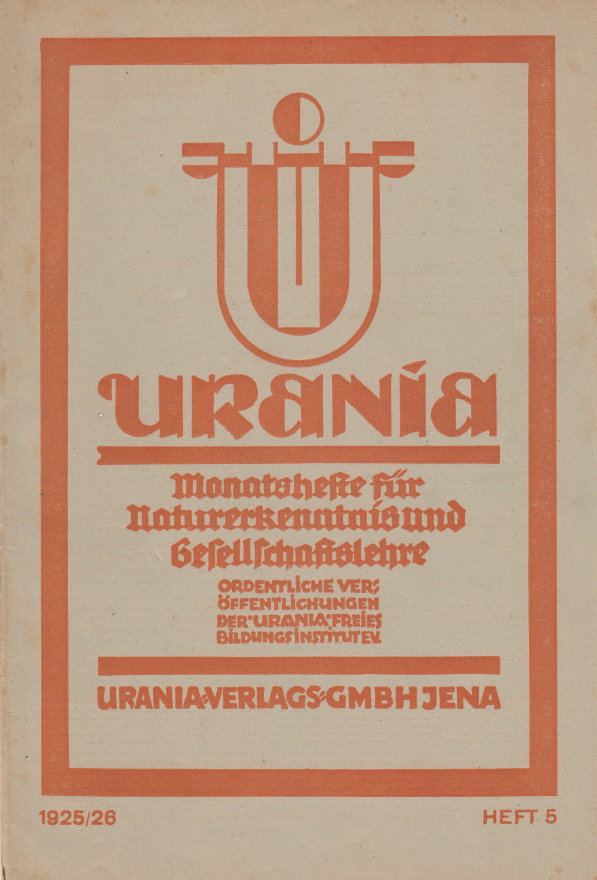 URANIA
Monatshefte für
Naturerkenntnis und
Gesellschaftslehre
ORDENTLICHE VER=
ÖFFENTLICHUNGEN
DER "URANIA" FREIES
BILDUNGSINSTITUT E.V.
URANIA=VERLAGS=GMBH JENA
1925/26
HEFT 5